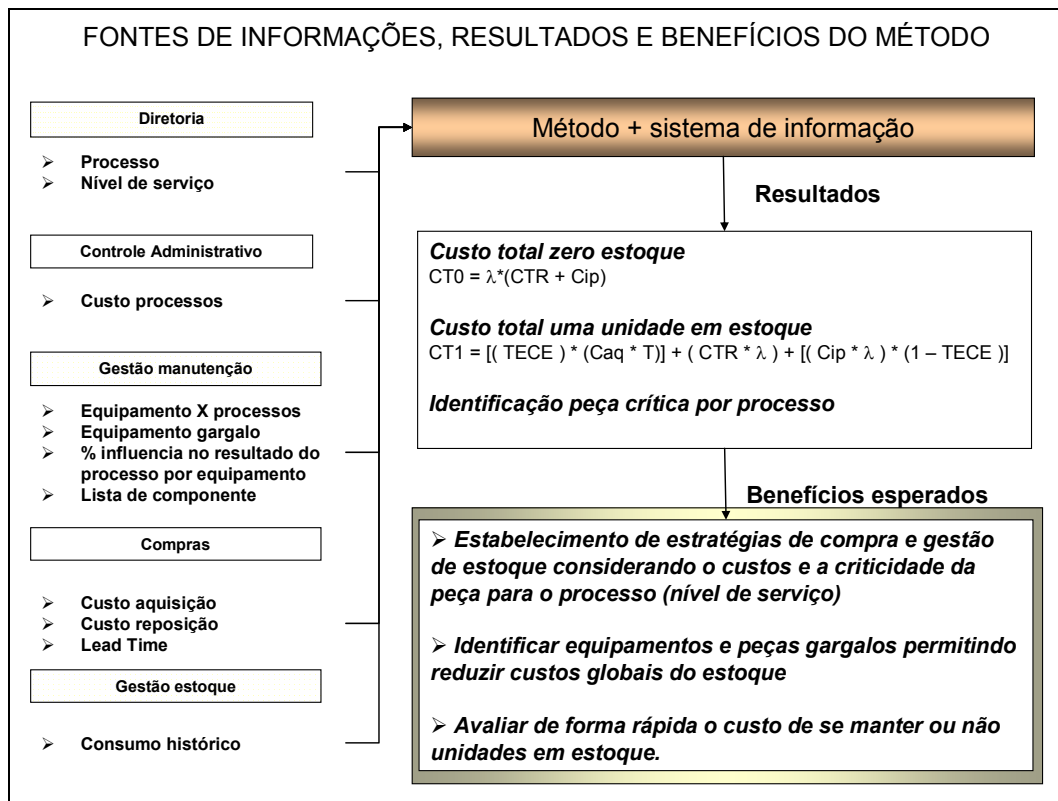 FONTES DE INFORMAÇÕES, RESULTADOS E BENEFÍCIOS DO MÉTODO
Diretoria
➢ Processo
➢ Nível de serviço
Controle Administrativo
➢ Custo processos
Gestão manutenção
➢ Equipamento X processos
➢ Equipamento gargalo
➢ % influencia no resultado do
processo por equipamento
➢ Lista de componente
Compras
➢ Custo aquisição
➢ Custo reposição
➢ Lead Time
Gestão estoque
➢ Consumo histórico
Método + sistema de informação
Resultados
Custo total zero estoque
CT0 = λ*(CTR + Cip)
Custo total uma unidade em estoque
CT1 = [( TECE ) * (Caq * T)] + ( CTR * λ ) + [( Cip * λ ) * (1 – TECE )]
Identificação peça crítica por processo
Benefícios esperados
➢ Estabelecimento de estratégias de compra e gestão
de estoque considerando o custos e a criticidade da
peça para o processo (nível de serviço)
➢ Identificar equipamentos e peças gargalos permitindo
reduzir custos globais do estoque
➢ Avaliar de forma rápida o custo de se manter ou não
unidades em estoque.